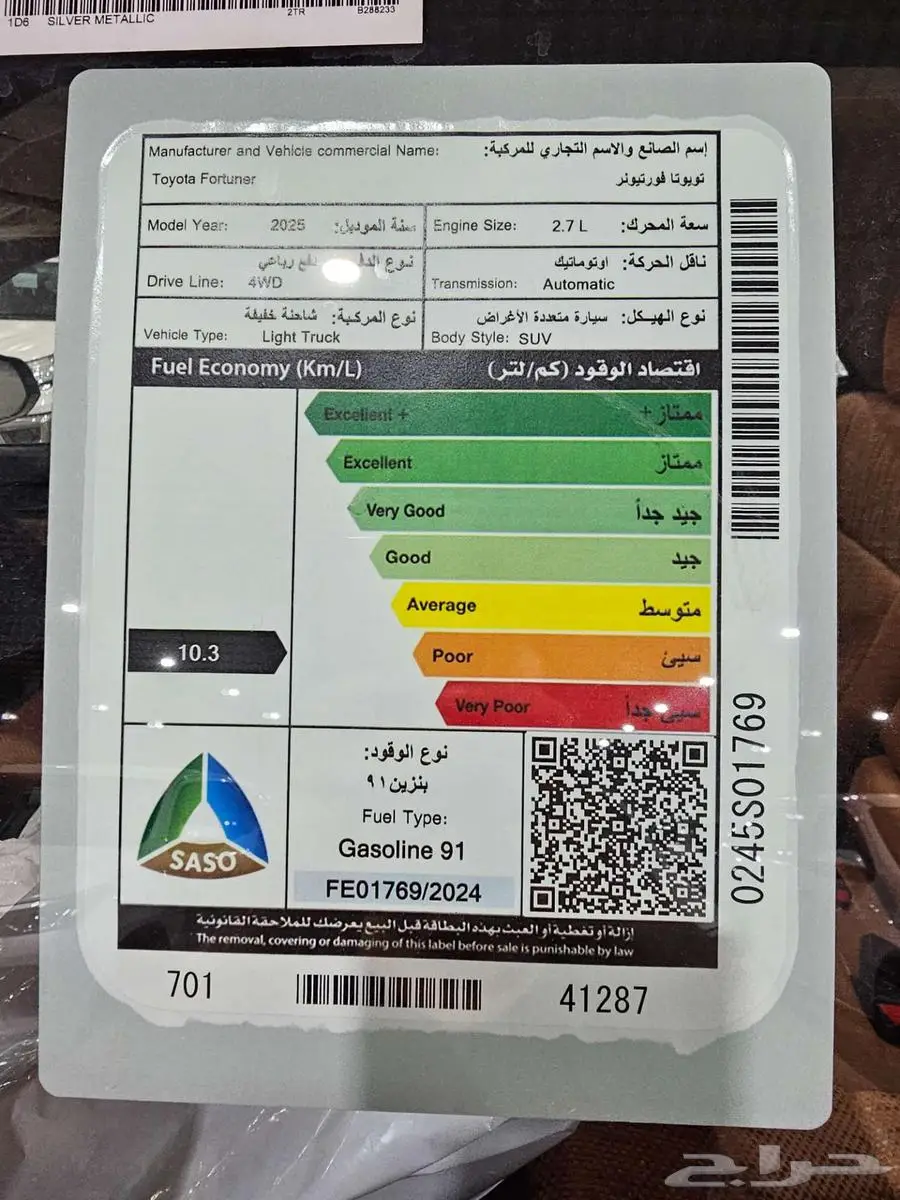 1D6 SILVER METALLIC 2TR B288233
Manufacturer and Vehicle commercial Name: إسم الصانع والاسم التجاري للمركبة:
Toyota Fortuner تويوتا فورتيونر
Model Year: 2025 سنة الموديل: Engine Size: 2.7 L سعة المحرك:
نوع رباعي ناقل الحركة: اوتوماتيك
Drive Line: 4WD Transmission: Automatic
نوع المركبة: شاحنة خفيفة نوع الهيكل: سيارة متعددة الأغراض
Vehicle Type: Light Truck Body Style: SUV
Fuel Economy (Km/L) اقتصاد الوقود (كم/لتر)
Excellent + ممتاز +
Excellent ممتاز
Very Good جيد جداً
Good جيد
Average متوسط
10.3
Poor سيئ
Very Poor سيئ جداً
نوع الوقود:
بنزين ٩١
Fuel Type:
Gasoline 91
FE01769/2024
SASO
إزالة أو تغطية أو العبث بهذه البطاقة قبل البيع يعرضك للملاحقة القانونية
The removal, covering or damaging of this label before sale is punishable by law
701 41287
0245S01769
حراج